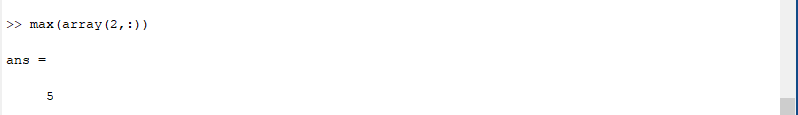 >> max(array(2,:))
ans =
5